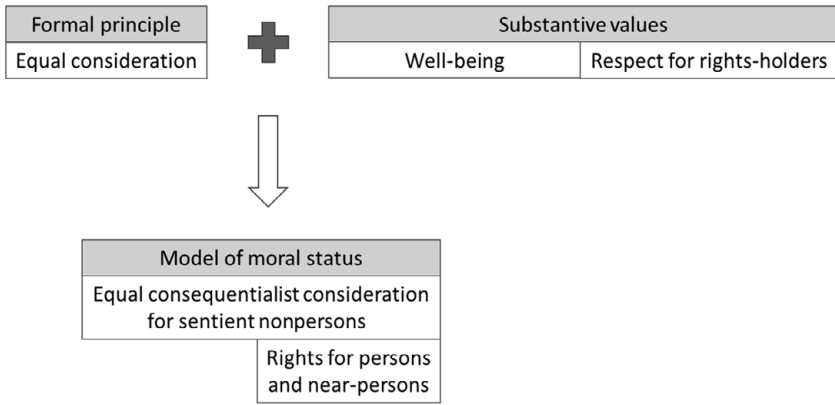 Formal principle
Equal consideration
Substantive values
Well-being
Respect for rights-holders
Model of moral status
Equal consequentialist consideration
for sentient nonpersons
Rights for persons
and near-persons